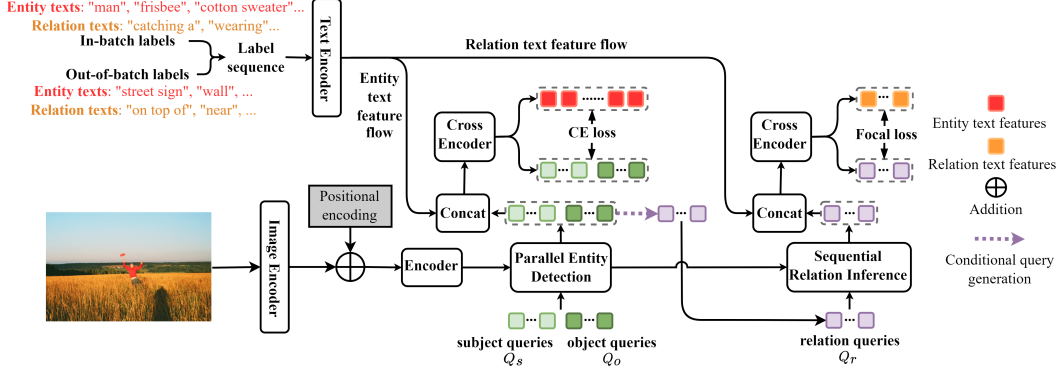 Entity texts: "man", "frisbee", "cotton sweater"...
Relation texts: "catching a", "wearing"...
In-batch labels
Out-of-batch labels
Label
sequence
Entity texts: "street sign", "wall", ...
Relation texts: "on top of", "near", ...
Text Encoder
Relation text feature flow
Entity
text
feature
flow
Cross
Encoder
CE loss
Concat
Cross
Encoder
Focal loss
Concat
Entity text features
Relation text features
Addition
Conditional query
generation
Positional
encoding
Image Encoder
Encoder
Parallel Entity
Detection
Sequential
Relation Inference
subject queries
Q_s
object queries
Q_o
relation queries
Q_r